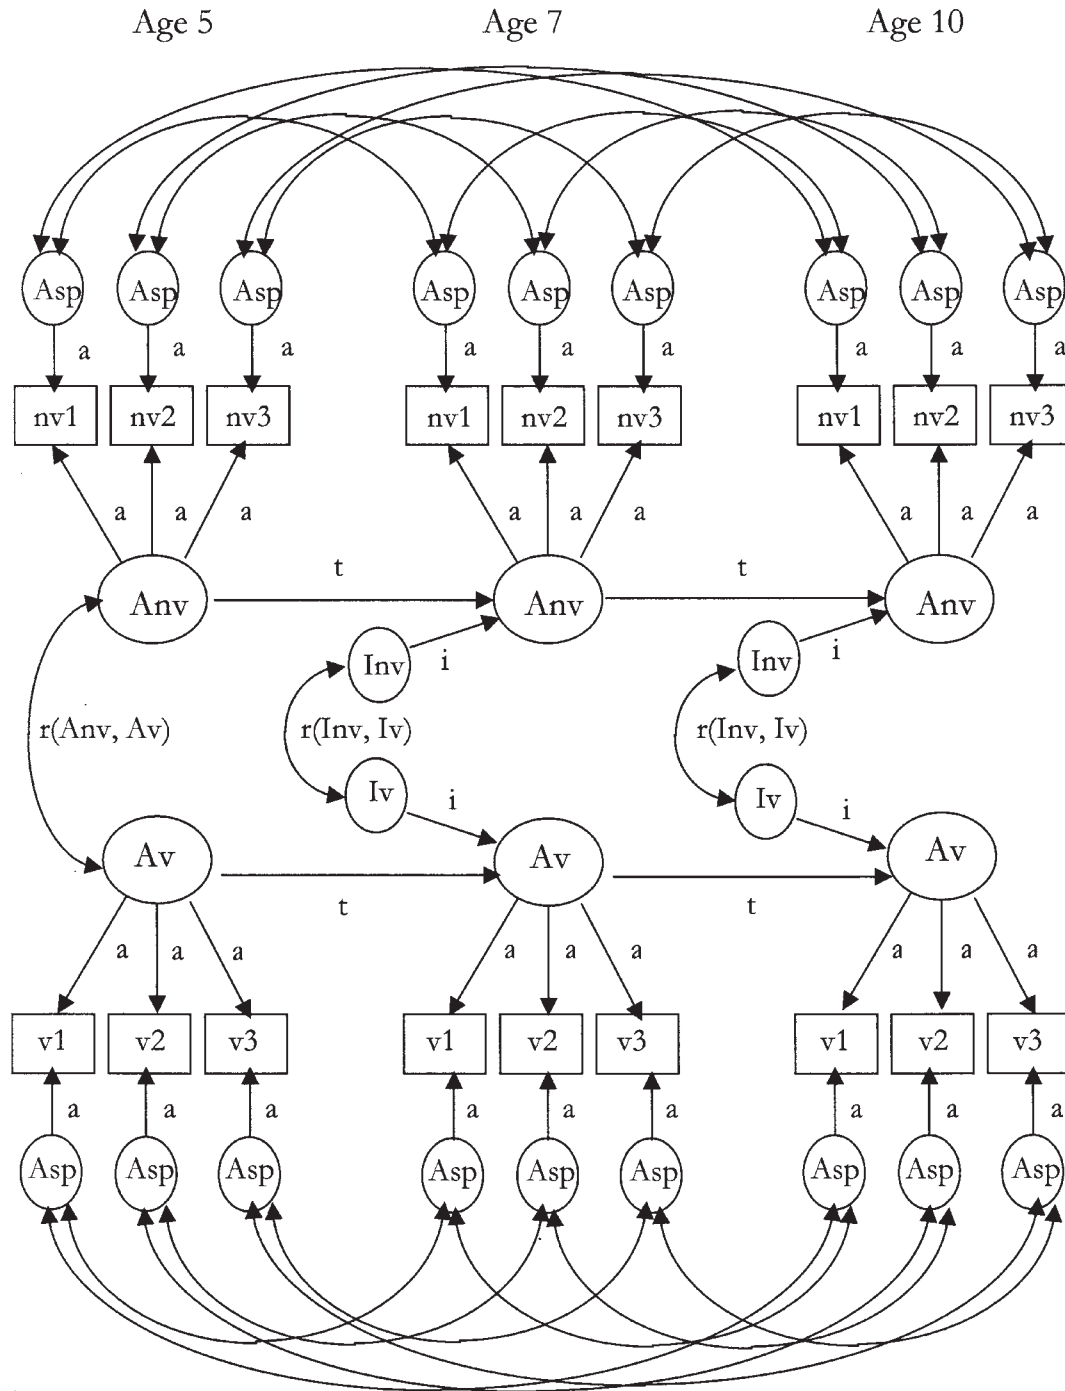 Age 5 Age 7 Age 10
Asp Asp Asp Asp Asp Asp Asp Asp Asp
a a a a a a a a a
nv1 nv2 nv3 nv1 nv2 nv3 nv1 nv2 nv3
a a a a a a a a a
t t
Anv Anv Anv
Inv i Inv i
r(Anv, Av) r(Inv, Iv) r(Inv, Iv)
Iv i Iv i
Av Av Av
t t
a a a a a a a a a
v1 v2 v3 v1 v2 v3 v1 v2 v3
a a a a a a a a a
Asp Asp Asp Asp Asp Asp Asp Asp Asp